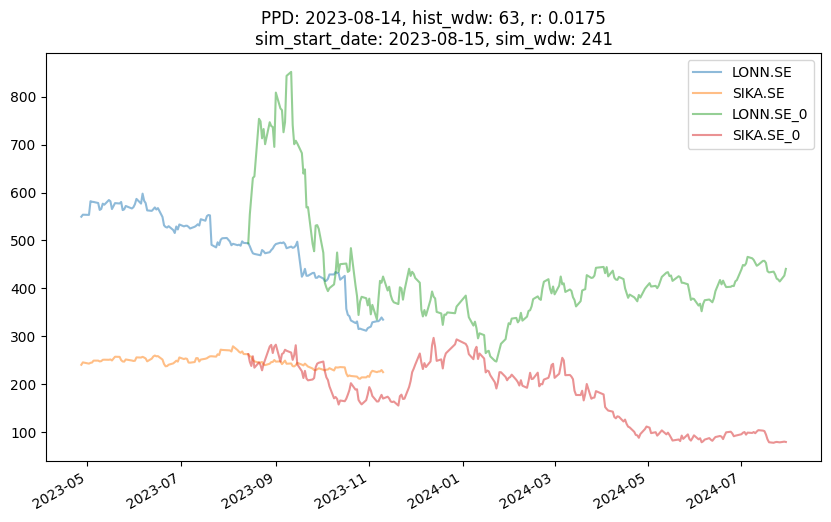 PPD: 2023-08-14, hist_wdw: 63, r: 0.0175
sim_start_date: 2023-08-15, sim_wdw: 241
LONN.SE
SIKA.SE
LONN.SE_0
SIKA.SE_0
800
700
600
500
400
300
200
100
2023-05
2023-07
2023-09
2023-11
2024-01
2024-03
2024-05
2024-07